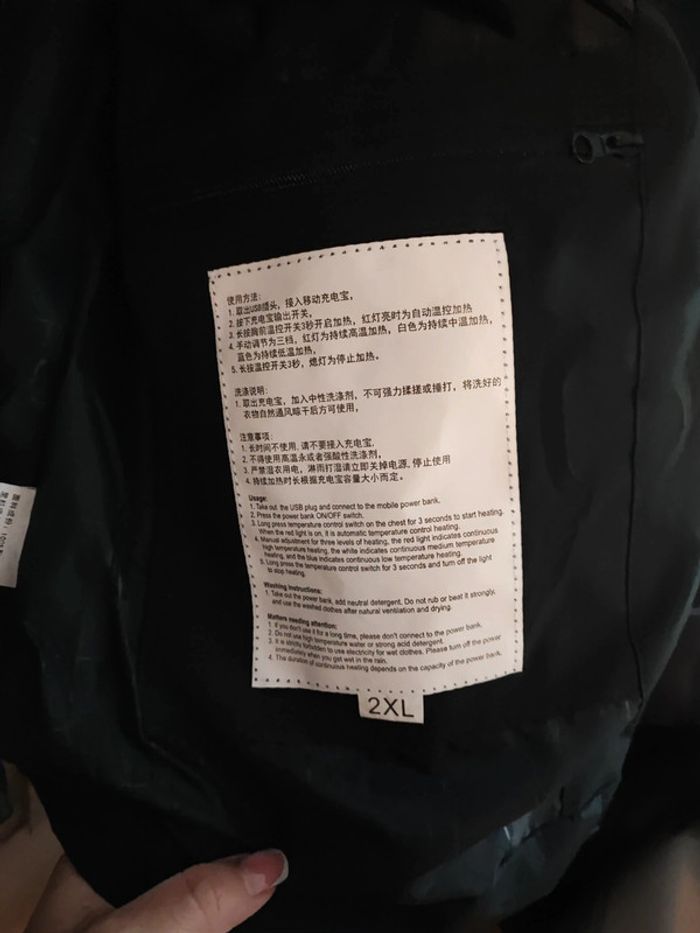 使用方法:
1. 取出USB插头，接入移动充电宝，
2. 按下充电宝输出开关，
3. 长按胸前温控开关3秒开启加热，红灯亮时为自动温控加热
4. 手动调节为三档，红灯为持续高温加热，白色为持续中温加热，
蓝色为持续低温加热，
5. 长按温控开关3秒，熄灯为停止加热。
洗涤说明:
1. 取出充电宝，加入中性洗涤剂，不可强力揉搓或捶打，将洗好的
衣物自然通风晾干后方可使用，
注意事项:
1. 长时间不使用，请不要接入充电宝，
2. 不得使用高温永或者强酸性洗涤剂，
3. 严禁湿衣用电，淋雨打湿请立即关掉电源，停止使用
4. 持续加热时长根据充电宝容量大小而定。
Usage:
1. Take out the USB plug and connect to the mobile power bank.
2. Press the power bank ON/OFF switch.
3. Long press temperature control switch on the chest for 3 seconds to start heating.
When the red light is on, it is automatic temperature control heating.
4. Manual adjustment for three levels of heating, the red light indicates continuous
high temperature heating, the white indicates continuous medium temperature
heating, and the blue indicates continuous low temperature heating.
5. Long press the temperature control switch for 3 seconds and turn off the light
to stop heating.
Washing Instructions:
1. Take out the power bank, add neutral detergent. Do not rub or beat it strongly,
and use the washed clothes after natural ventilation and drying.
Matters needing attention:
1. If you don't use it for a long time, please don't connect to the power bank.
2. Do not use high temperature water or strong acid detergent.
3. It is strictly forbidden to use electricity for wet clothes. Please turn off the power
immediately when you get wet in the rain.
4. The duration of continuous heating depends on the capacity of the power bank.
2XL